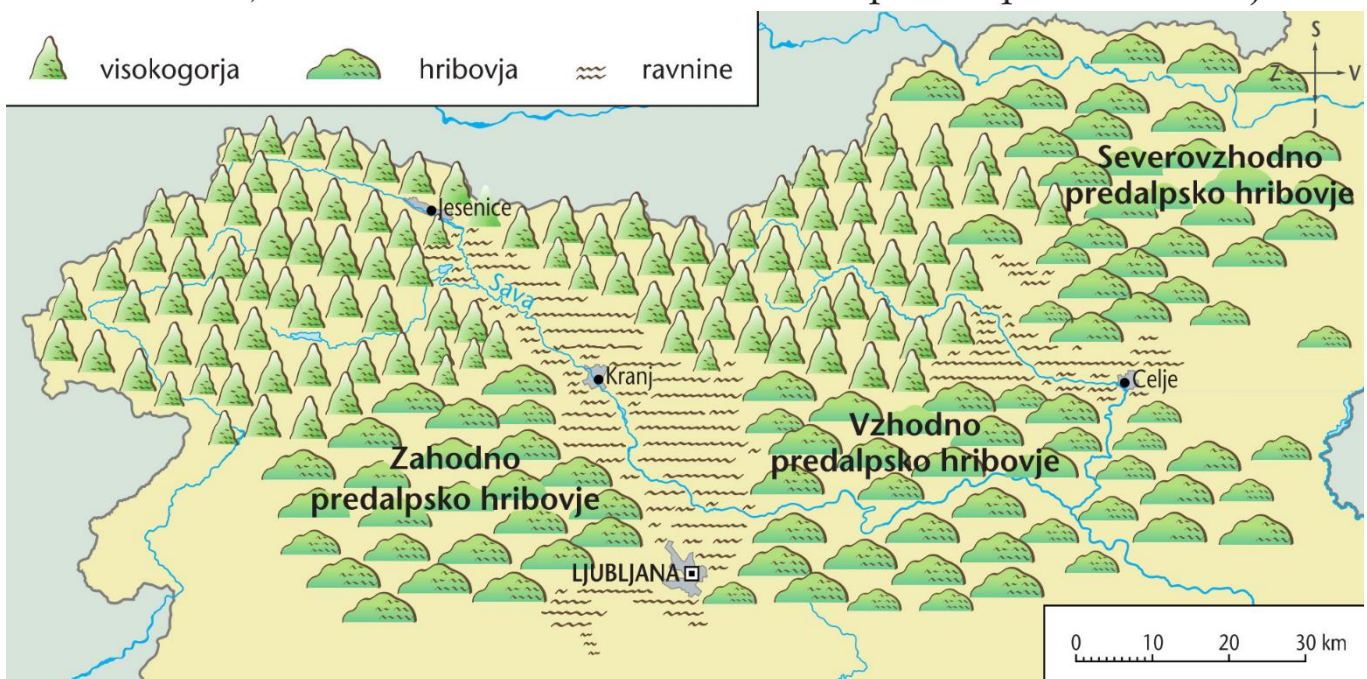 visokogorja
hribovja
ravnine
S
Z V
J
Severovzhodno
predalpsko hribovje
Jesenice
Sava
Kranj
Celje
Vzhodno
predalpsko hribovje
Zahodno
predalpsko hribovje
LJUBLJANA
0 10 20 30 km